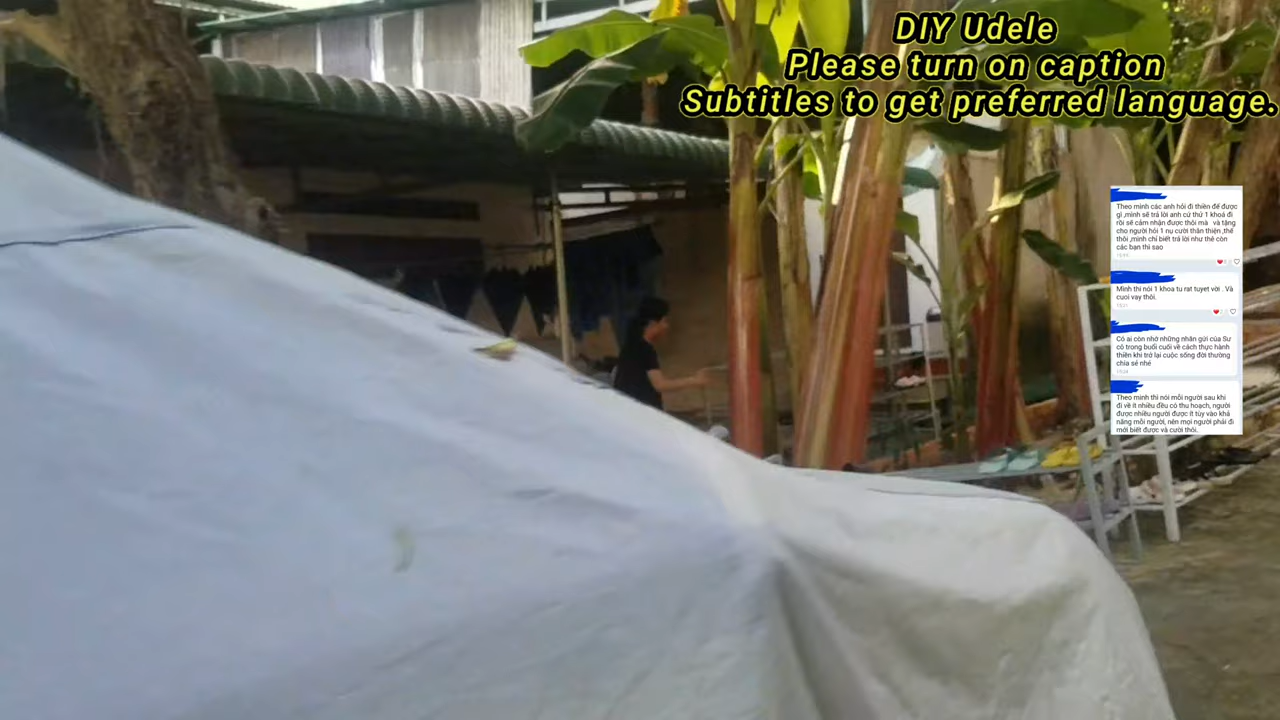 DIY Udele
Please turn on caption
Subtitles to get preferred language.
Theo mình các anh hỏi đi thiền để được
gì ,mình sẽ trả lời anh cứ thử 1 khoá đi
rồi sẽ cảm nhận được thôi mà và tặng
cho người hỏi 1 nụ cười thân thiện ,thế
thôi ,mình chỉ biết trả lời như thế còn
các bạn thì sao
Mình thì nói 1 khoa tu rạt tuyet vời . Và
cuoi vay thôi.
Có ai còn nhớ những nhắn gửi của Sư
cô trong buổi cuối về cách thực hành
thiền khi trở lại cuộc sống đời thường
chia sẻ nhé
Theo mình thì nói mỗi người sau khi
đi về ít nhiều đều có thu hoạch, người
được nhiều người được ít tùy vào khả
năng mỗi người, nên mọi người phải đi
mới biết được và cười thôi.